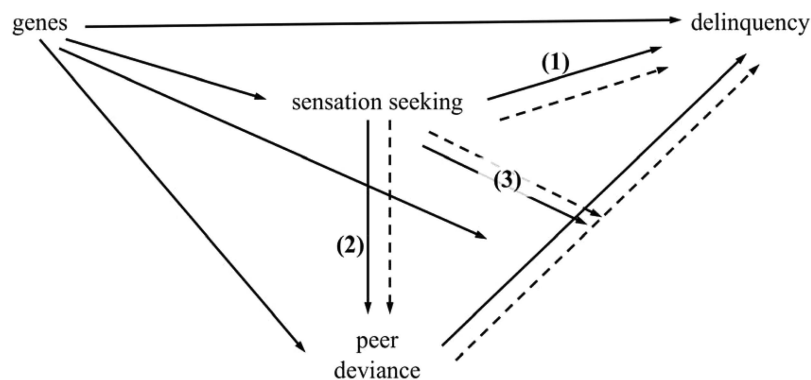 genes
delinquency
(1)
sensation seeking
(3)
(2)
peer
deviance